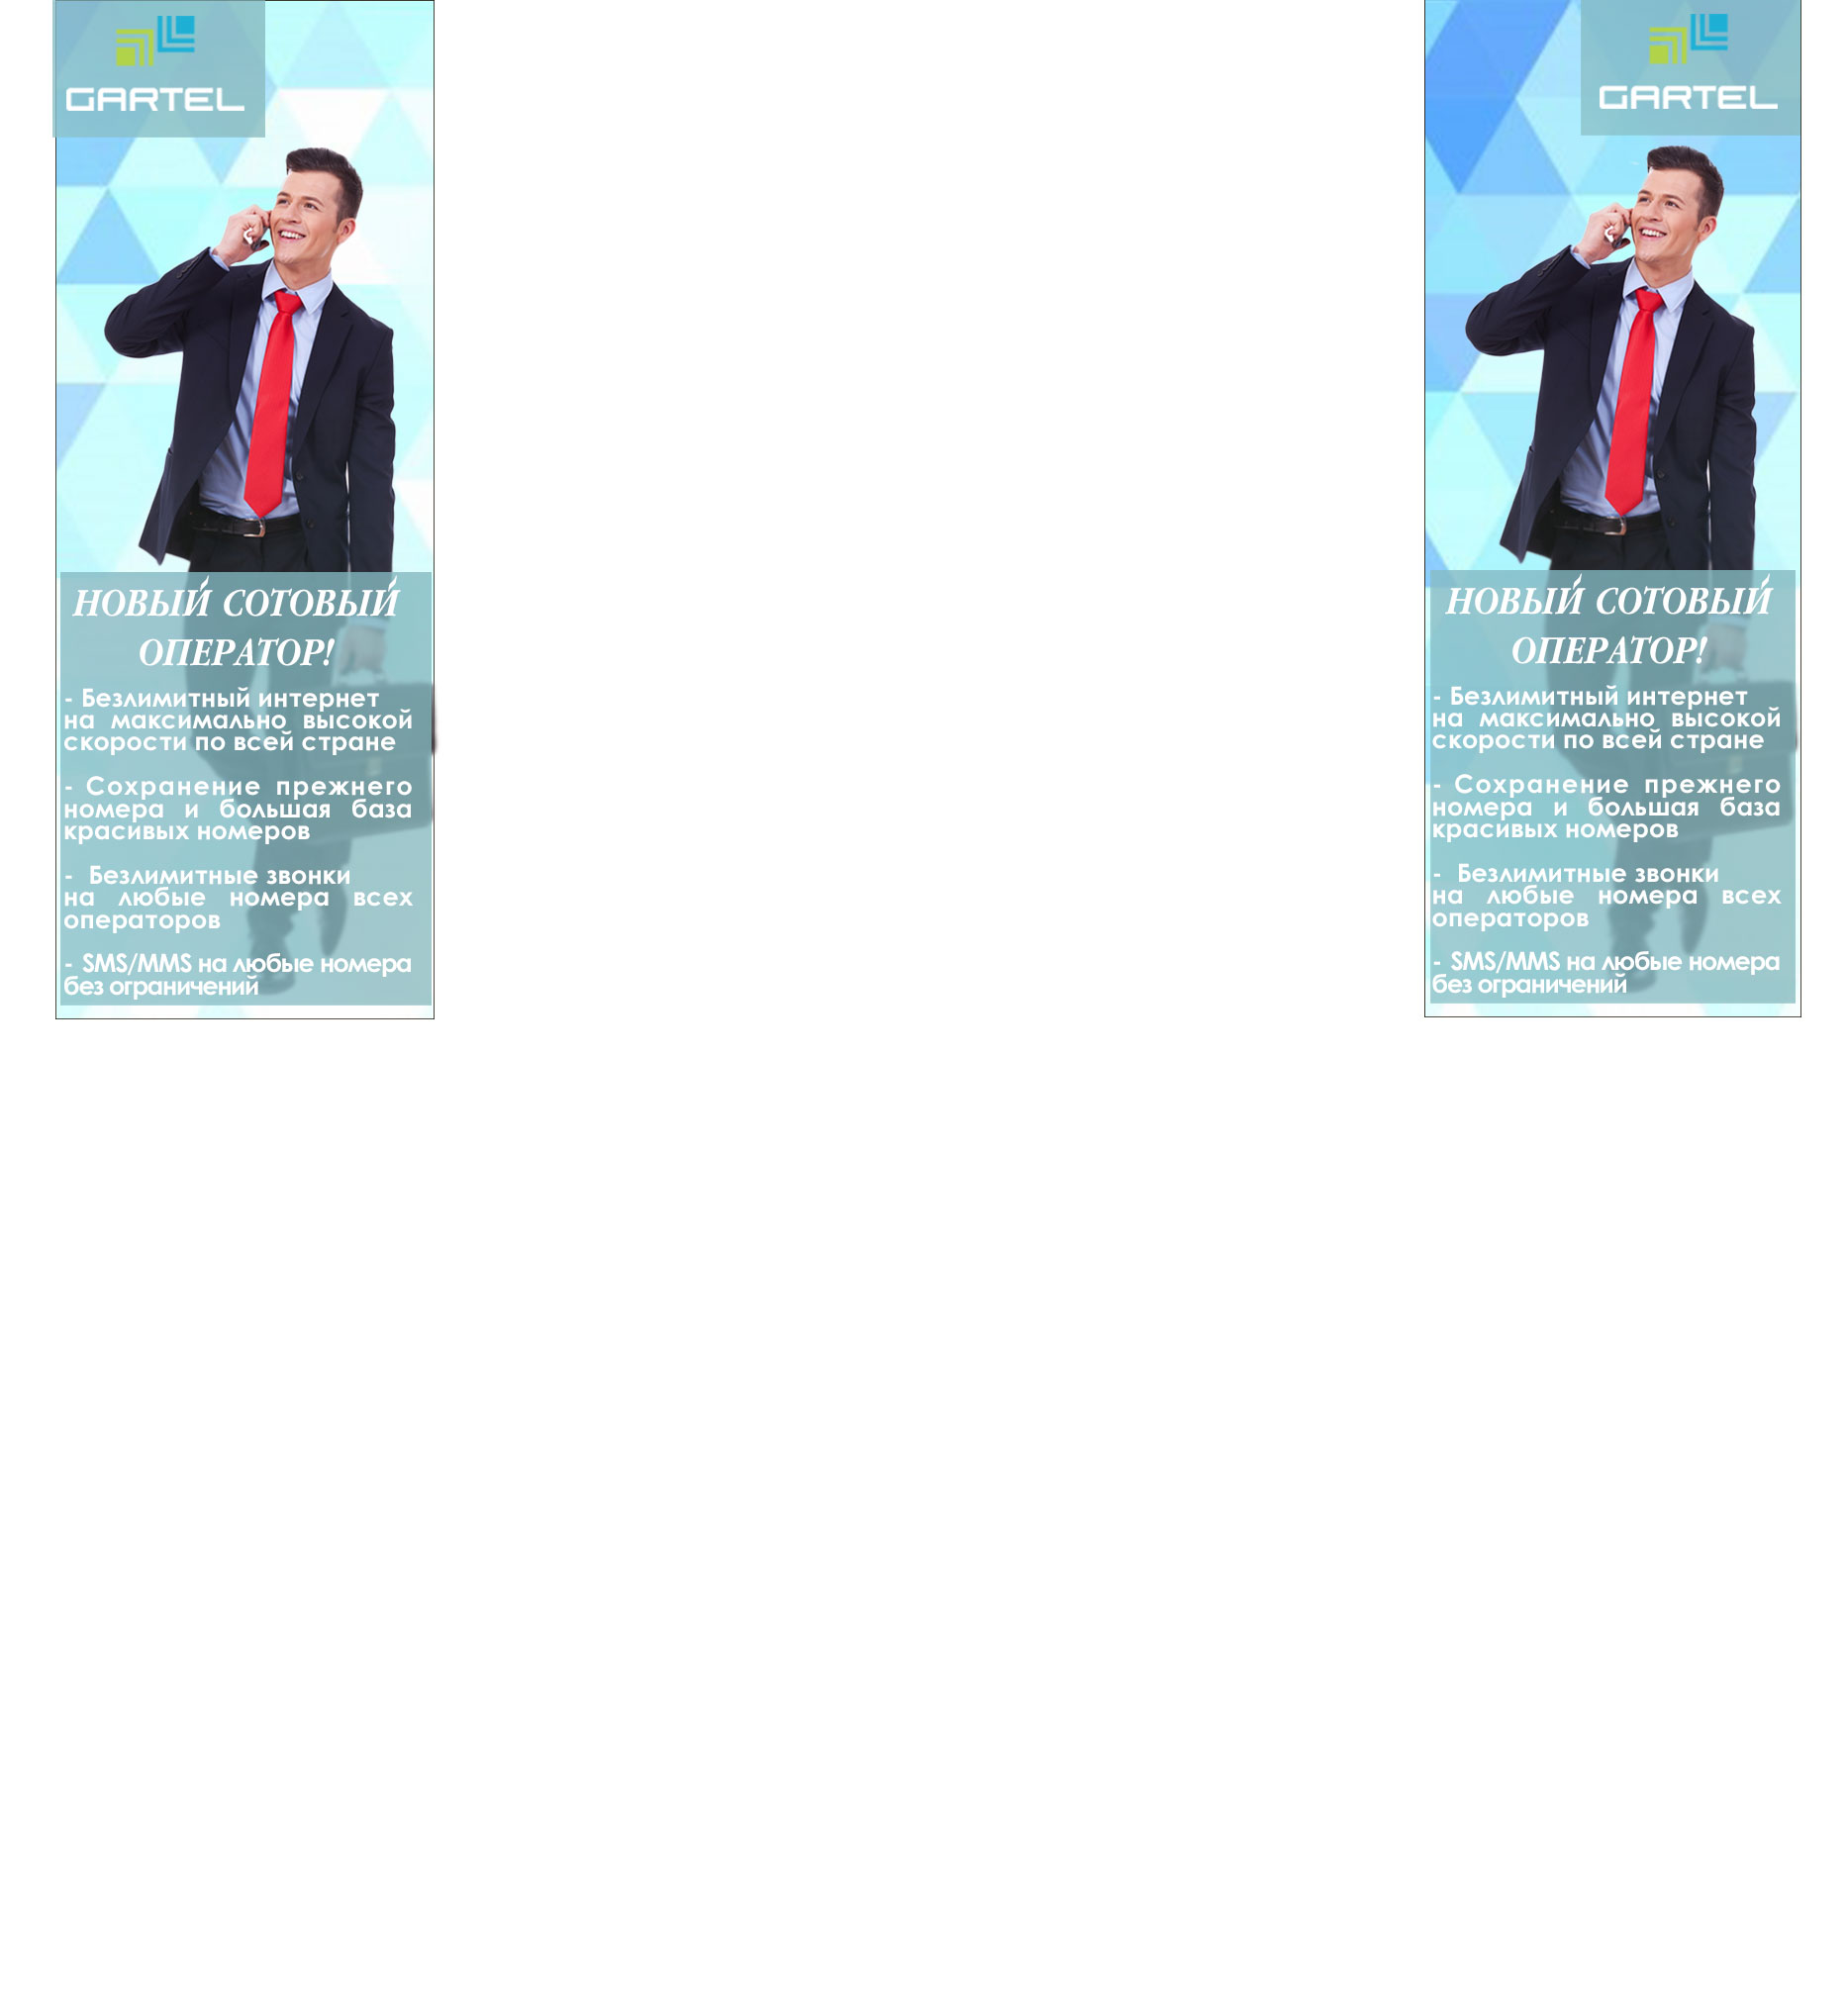 GARTEL
НОВЫЙ СОТОВЫЙ
ОПЕРАТОР!
- Безлимитный интернет
на максимально высокой
скорости по всей стране
- Сохранение прежнего
номера и большая база
красивых номеров
- Безлимитные звонки
на любые номера всех
операторов
- SMS/MMS на любые номера
без ограничений
GARTEL
НОВЫЙ СОТОВЫЙ
ОПЕРАТОР!
- Безлимитный интернет
на максимально высокой
скорости по всей стране
- Сохранение прежнего
номера и большая база
красивых номеров
- Безлимитные звонки
на любые номера всех
операторов
- SMS/MMS на любые номера
без ограничений